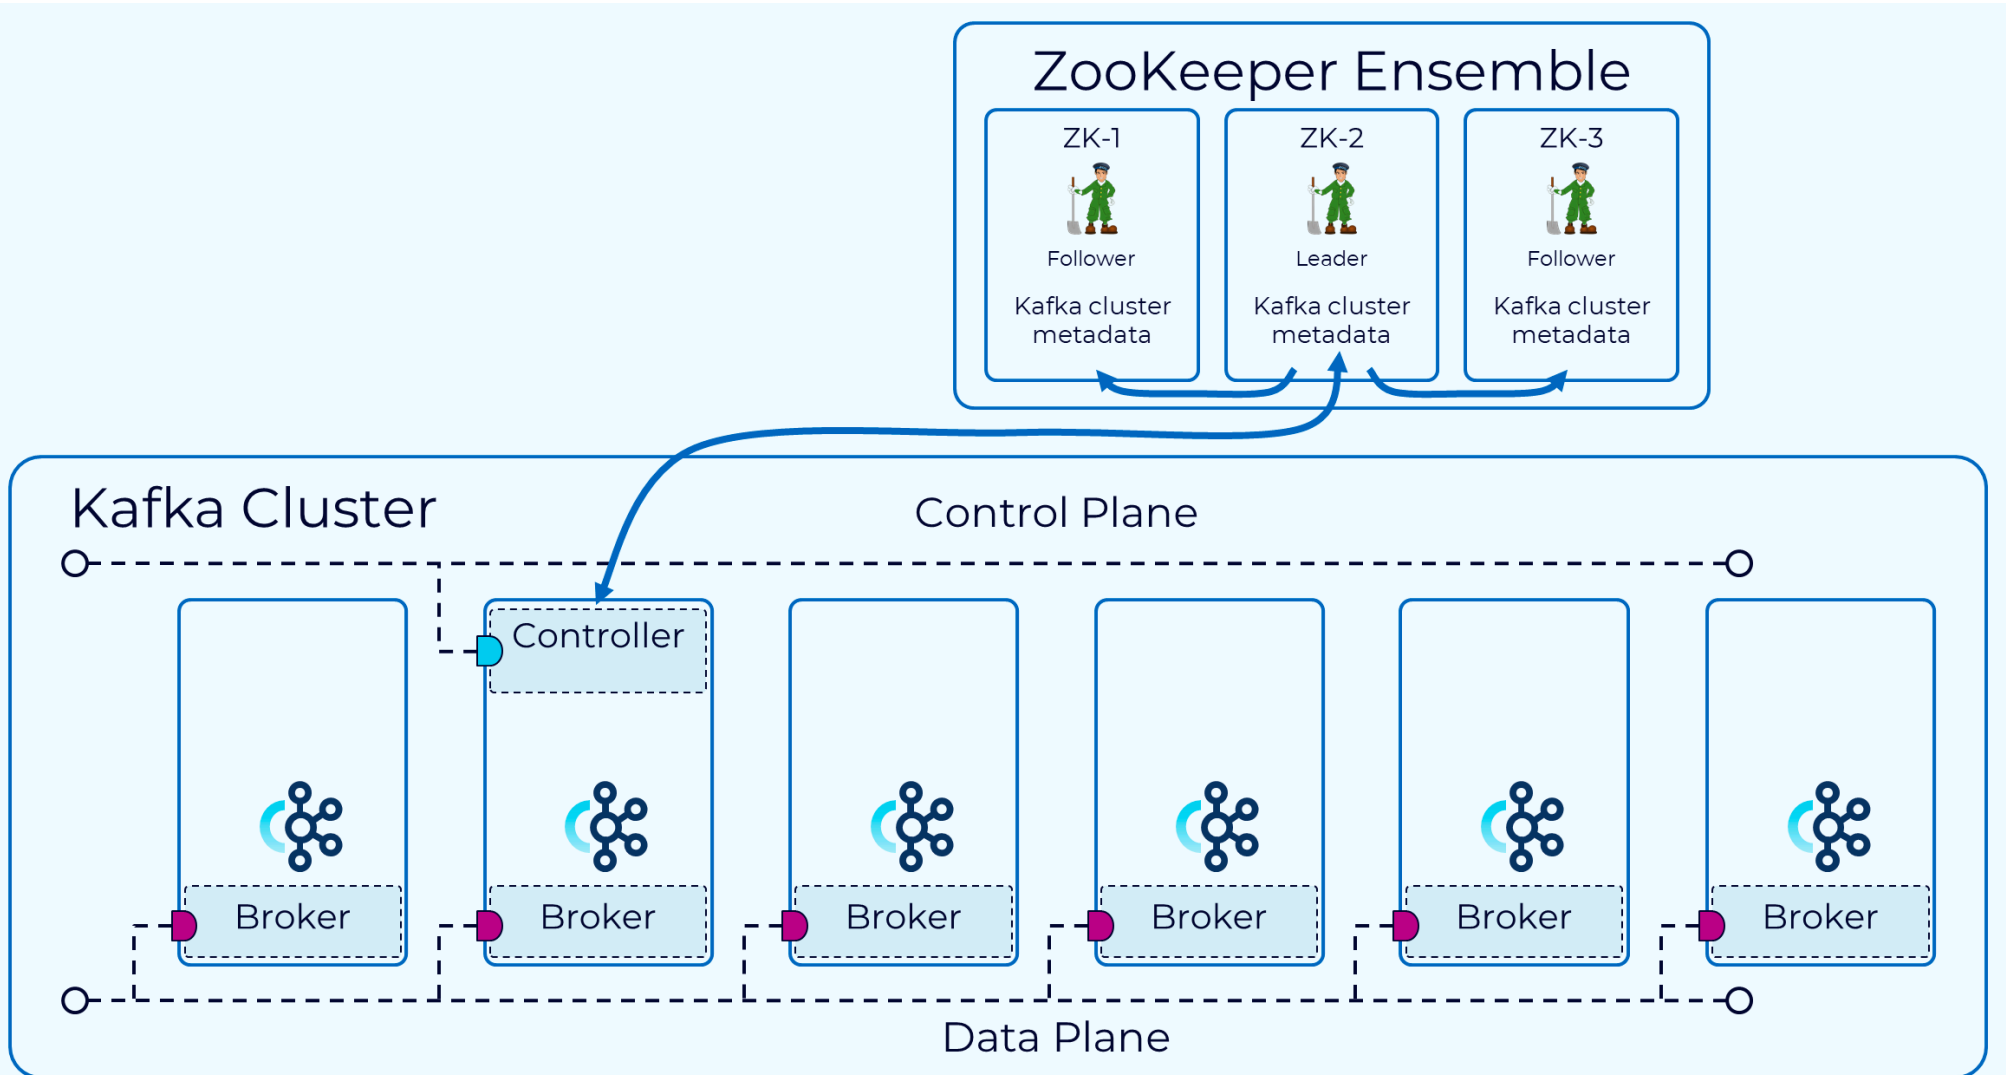 ZooKeeper Ensemble
ZK-1
Follower
Kafka cluster
metadata
ZK-2
Leader
Kafka cluster
metadata
ZK-3
Follower
Kafka cluster
metadata
Kafka Cluster
Control Plane
Controller
Broker
Broker
Broker
Broker
Broker
Broker
Data Plane